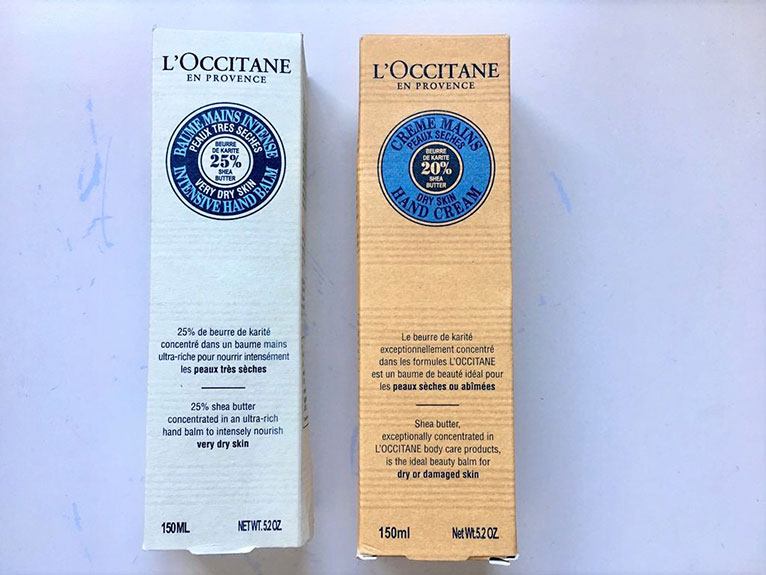 L'OCCITANE
EN PROVENCE
BAUME MAINS INTENSE
PEAUX TRÈS SÈCHES
BEURRE
DE KARITÉ
25%
SHEA
BUTTER
VERY DRY SKIN
INTENSIVE HAND BALM
25% de beurre de karité
concentré dans un baume mains
ultra-riche pour nourrir intensément
les peaux très sèches
25% shea butter
concentrated in an ultra-rich
hand balm to intensely nourish
very dry skin
150ML NET WT. 5.2 OZ.
L'OCCITANE
EN PROVENCE
CRÈME MAINS
PEAUX SÈCHES
BEURRE
DE KARITÉ
20%
SHEA
BUTTER
DRY SKIN
HAND CREAM
Le beurre de karité
exceptionnellement concentré
dans les formules L'OCCITANE
est un baume de beauté idéal pour
les peaux sèches ou abîmées
Shea butter,
exceptionally concentrated in
L'OCCITANE body care products,
is the ideal beauty balm for
dry or damaged skin
150ml Net Wt.5.2 OZ.